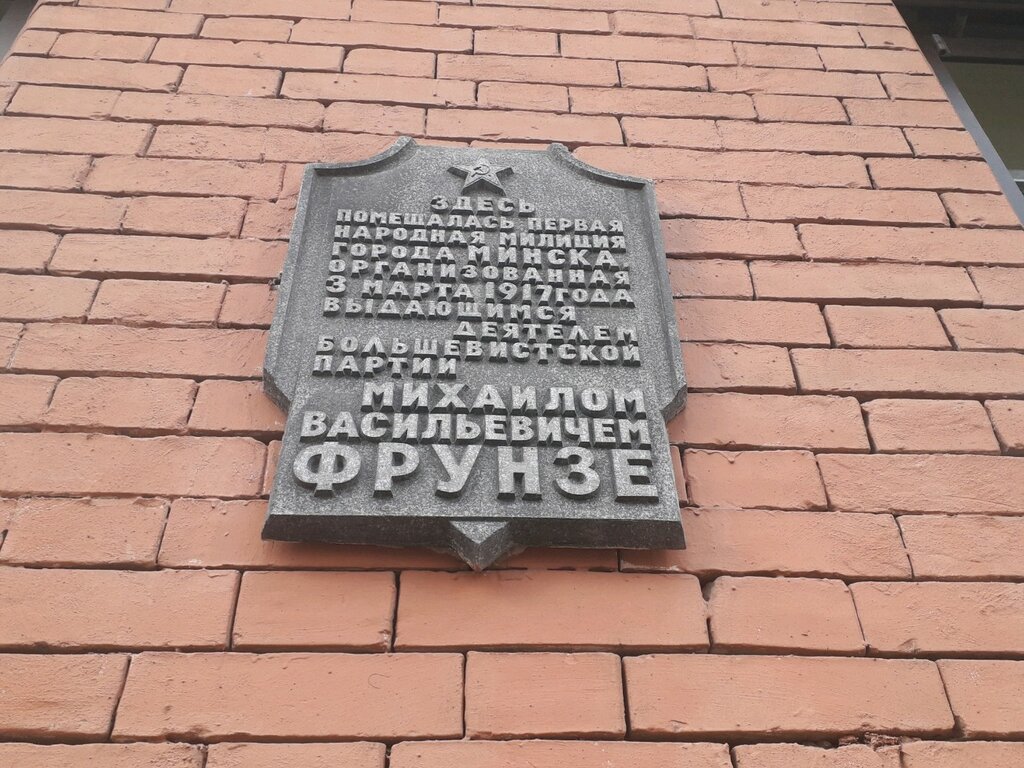 ЗДЕСЬ
ПОМЕЩАЛАСЬ ПЕРВАЯ
НАРОДНАЯ МИЛИЦИЯ
ГОРОДА МИНСКА
ОРГАНИЗОВАННАЯ
3 МАРТА 1917 ГОДА
ВЫДАЮЩИМСЯ
ДЕЯТЕЛЕМ
БОЛЬШЕВИСТСКОЙ
ПАРТИИ
МИХАИЛОМ
ВАСИЛЬЕВИЧЕМ
ФРУНЗЕ